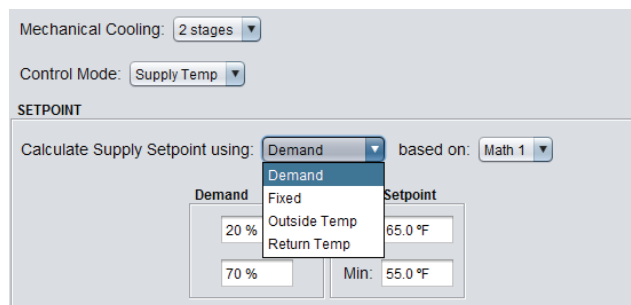 Mechanical Cooling: 2 stages
Control Mode: Supply Temp
SETPOINT
Calculate Supply Setpoint using: Demand based on: Math 1
Demand
Fixed
Outside Temp
Return Temp
Demand Setpoint
20 % 65.0 °F
70 % Min: 55.0 °F